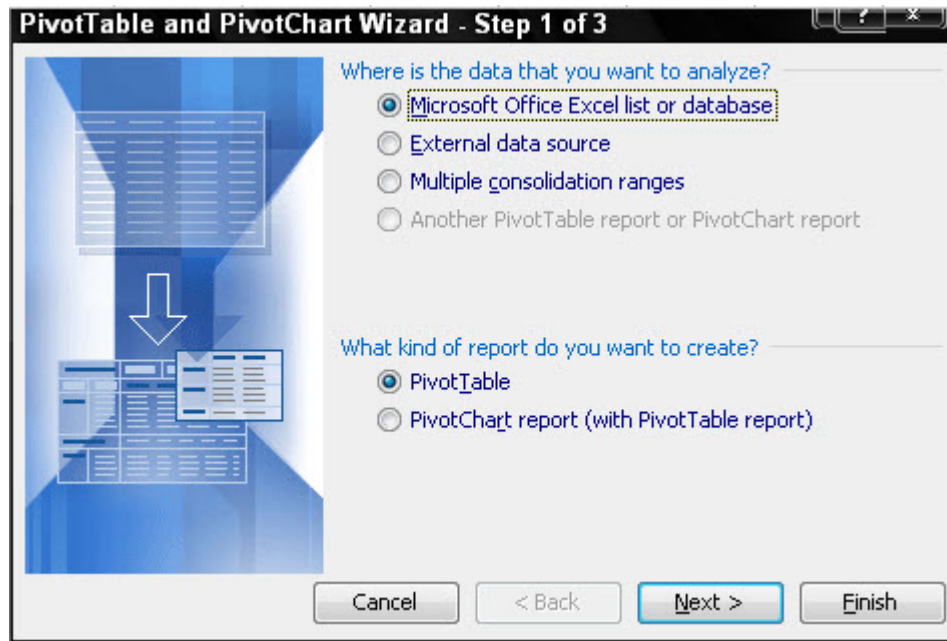 PivotTable and PivotChart Wizard - Step 1 of 3
?
x
Where is the data that you want to analyze?
Microsoft Office Excel list or database
External data source
Multiple consolidation ranges
Another PivotTable report or PivotChart report
What kind of report do you want to create?
PivotTable
PivotChart report (with PivotTable report)
Cancel
< Back
Next >
Finish